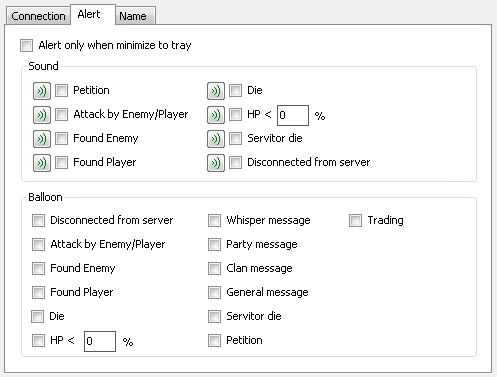 Connection Alert Name
Alert only when minimize to tray
Sound
Petition Die
Attack by Enemy/Player HP < 0 %
Found Enemy Servitor die
Found Player Disconnected from server
Balloon
Disconnected from server Whisper message Trading
Attack by Enemy/Player Party message
Found Enemy Clan message
Found Player General message
Die Servitor die
HP < 0 % Petition